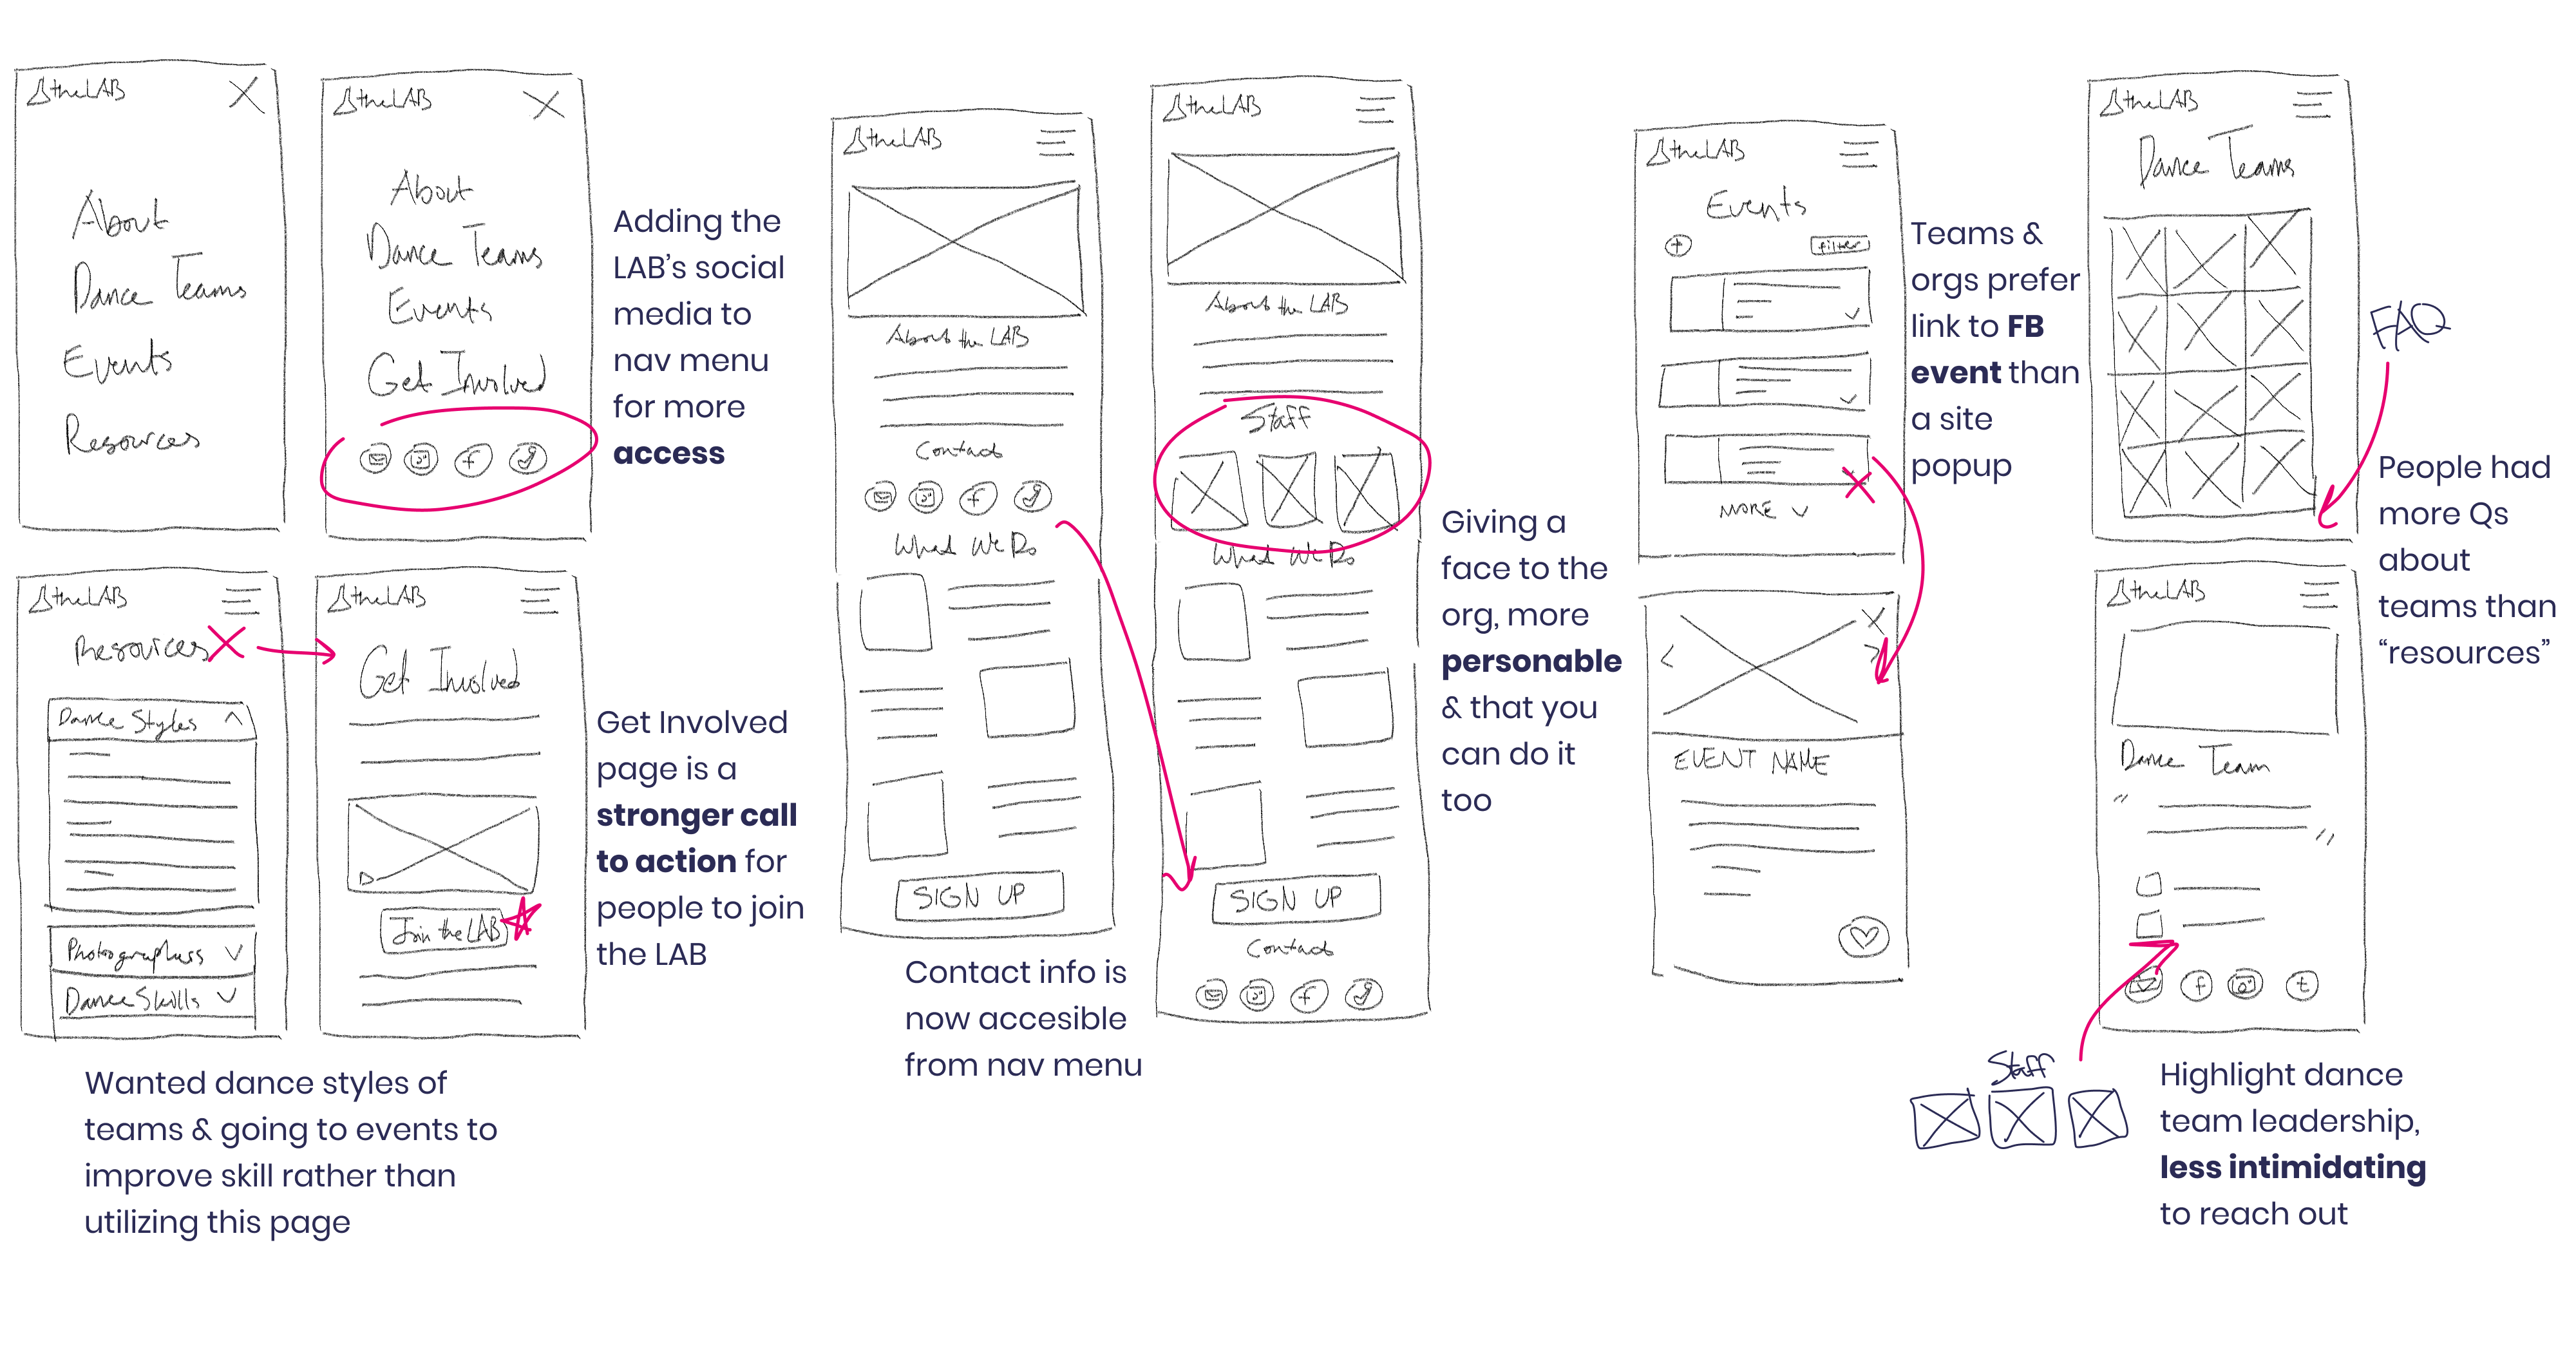 theLAB
About
Dance Teams
Events
Resources
theLAB
About
Dance Teams
Events
Get Involved
Adding the
LAB's social
media to
nav menu
for more
access
theLAB
Resources
Dance Styles
Photographers
Dance Skills
theLAB
Get Involved
Join the LAB
Get Involved
page is a
stronger call
to action for
people to join
the LAB
Wanted dance styles of
teams & going to events to
improve skill rather than
utilizing this page
theLAB
About the LAB
Contact
What We Do
SIGN UP
Contact info is
now accesible
from nav menu
theLAB
About the LAB
Staff
What We Do
SIGN UP
Contact
Giving a
face to the
org, more
personable
& that you
can do it
too
theLAB
Events
filter
MORE
EVENT NAME
Teams &
orgs prefer
link to FB
event than
a site
popup
theLAB
Dance Teams
FAQ
People had
more Qs
about
teams than
“resources”
theLAB
Dance Team
Staff
Highlight dance
team leadership,
less intimidating
to reach out